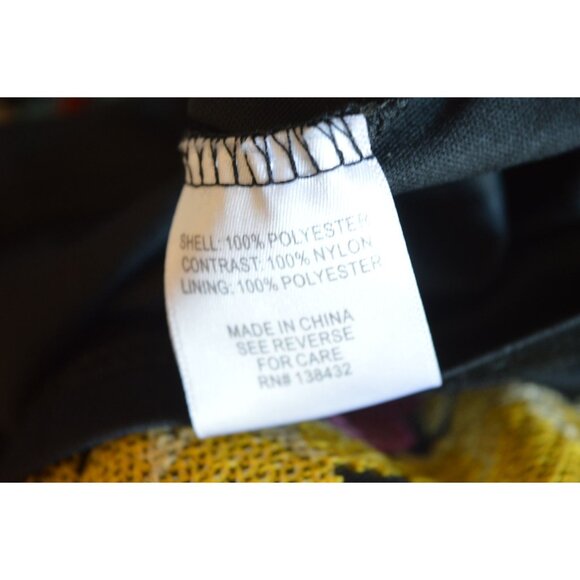 SHELL: 100% POLYESTER
CONTRAST: 100% NYLON
LINING: 100% POLYESTER
MADE IN CHINA
SEE REVERSE
FOR CARE
RN# 138432